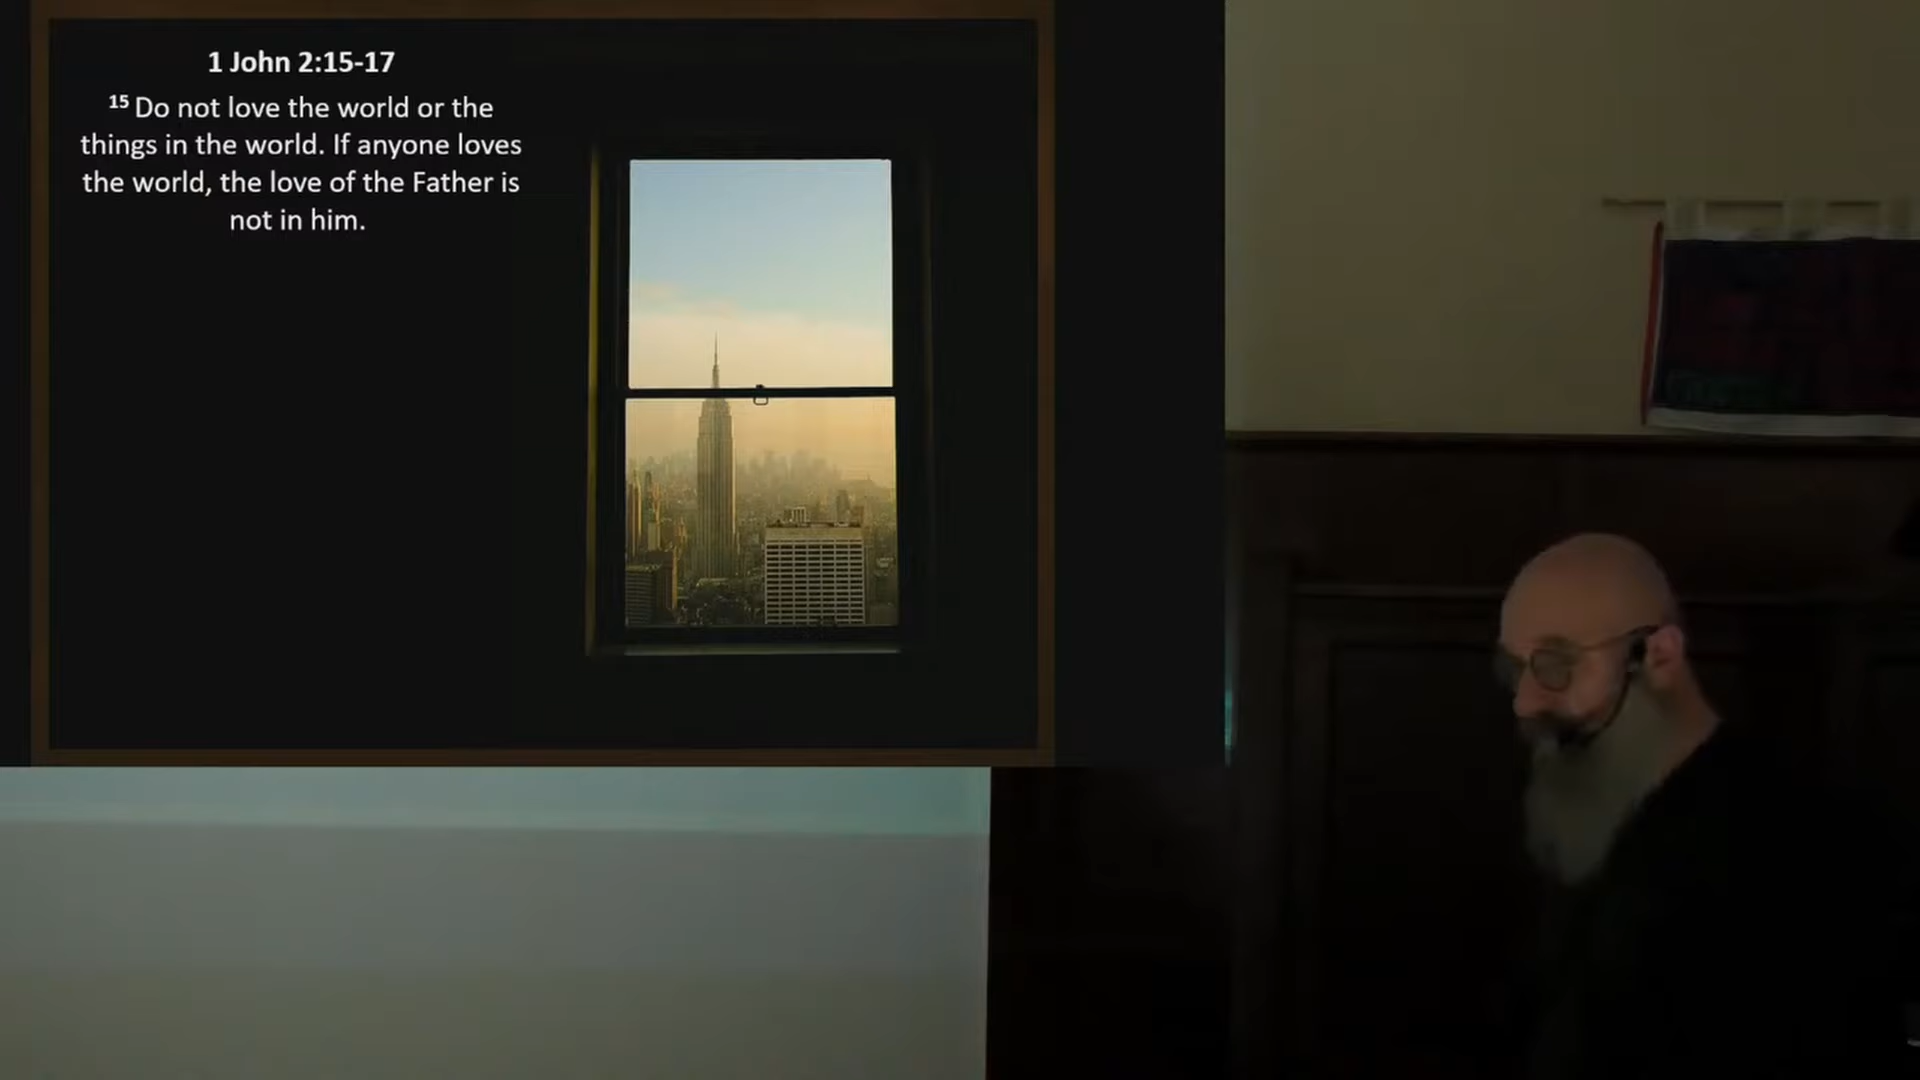 1 John 2:15-17
15 Do not love the world or the
things in the world. If anyone loves
the world, the love of the Father is
not in him.